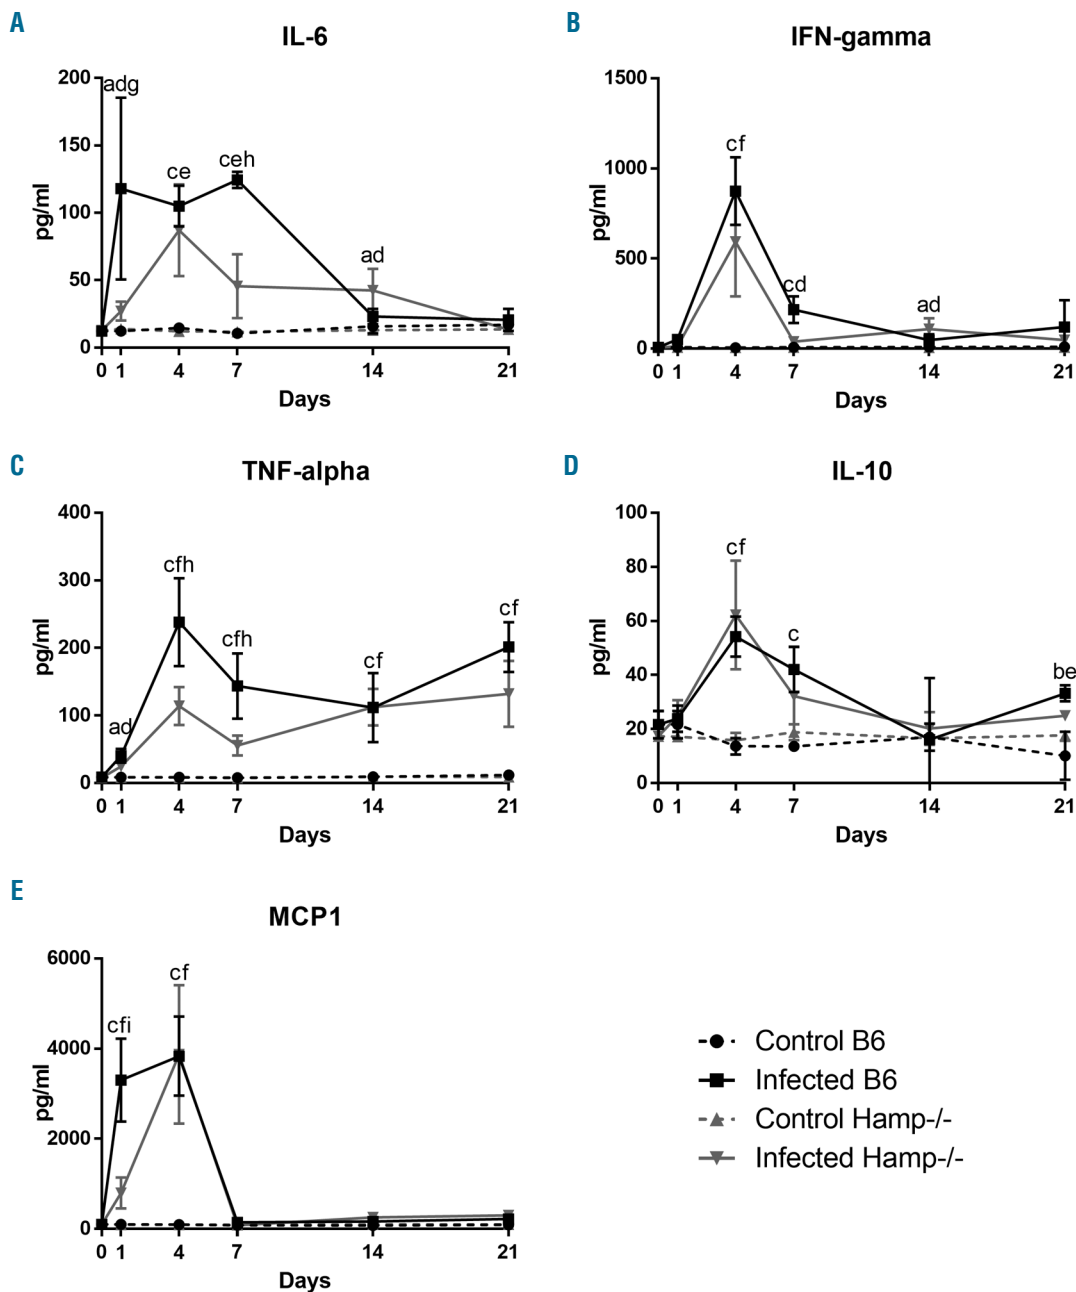 A
IL-6
200
150
100
50
0
pg/ml
adg
ce
ceh
ad
0 1 4 7 14 21
Days
B
IFN-gamma
1500
1000
500
0
pg/ml
cf
cd
ad
0 1 4 7 14 21
Days
C
TNF-alpha
400
300
200
100
0
pg/ml
ad
cfh
cfh
cf
cf
0 1 4 7 14 21
Days
D
IL-10
100
80
60
40
20
0
pg/ml
cf
c
be
0 1 4 7 14 21
Days
E
MCP1
6000
4000
2000
0
pg/ml
cfi
cf
0 1 4 7 14 21
Days
Control B6
Infected B6
Control Hamp-/-
Infected Hamp-/-